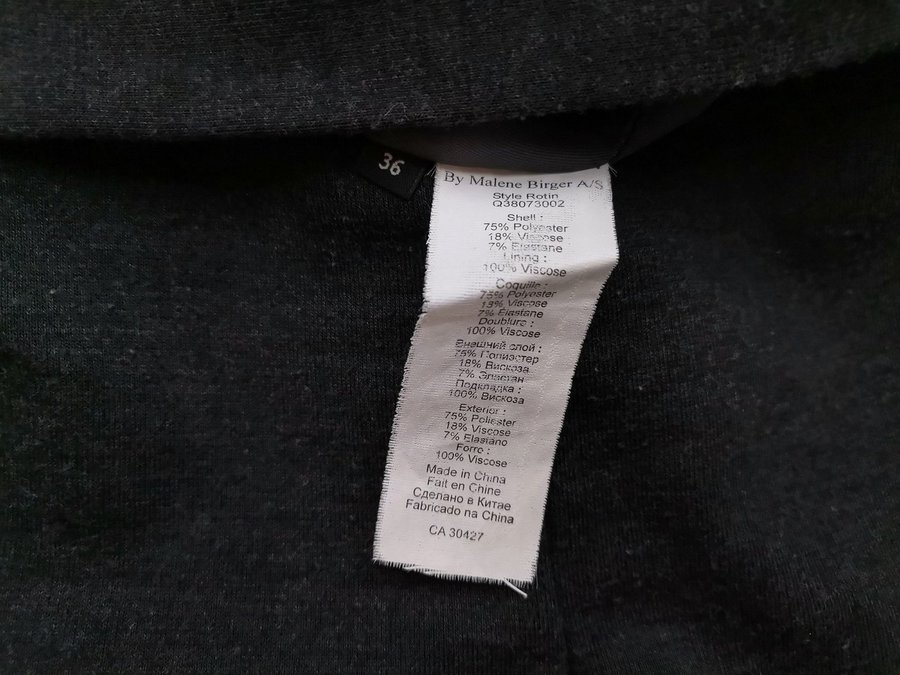 36
By Malene Birger A/S
Style Rotin
Q38073002
Shell :
75% Polyester
18% Viscose
7% Elastane
Lining :
100% Viscose
Coquille :
75% Polyester
18% Viscose
7% Elastane
Doublure :
100% Viscose
Внешний слой :
75% Полиэстер
18% Вискоза
7% Эластан
Подкладка :
100% Вискоза
Exterior :
75% Poliester
18% Viscose
7% Elastano
Forro :
100% Viscose
Made in China
Fait en Chine
Сделано в Китае
Fabricado na China
CA 30427